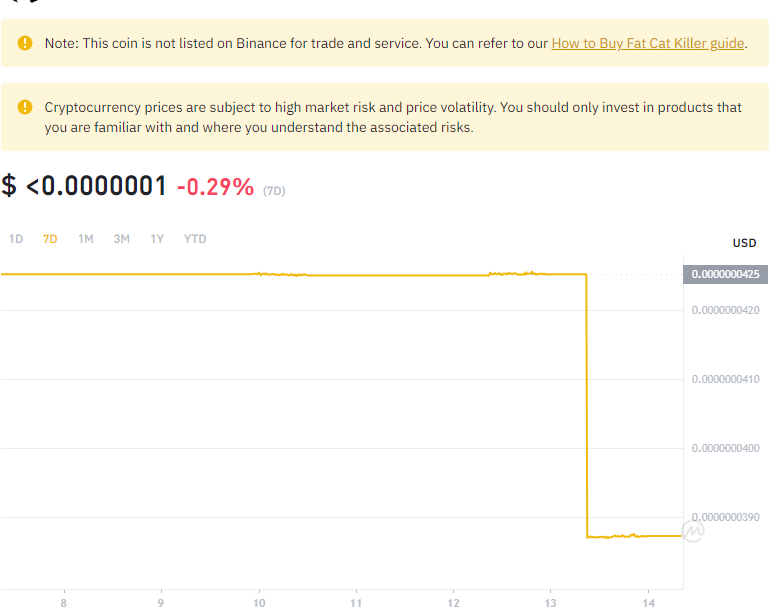 Note: This coin is not listed on Binance for trade and service. You can refer to our How to Buy Fat Cat Killer guide.
Cryptocurrency prices are subject to high market risk and price volatility. You should only invest in products that
you are familiar with and where you understand the associated risks.
$ <0.0000001 -0.29% (7D)
1D 7D 1M 3M 1Y YTD
USD
0.0000000425
0.0000000420
0.0000000410
0.0000000400
0.0000000390
8 9 10 11 12 13 14